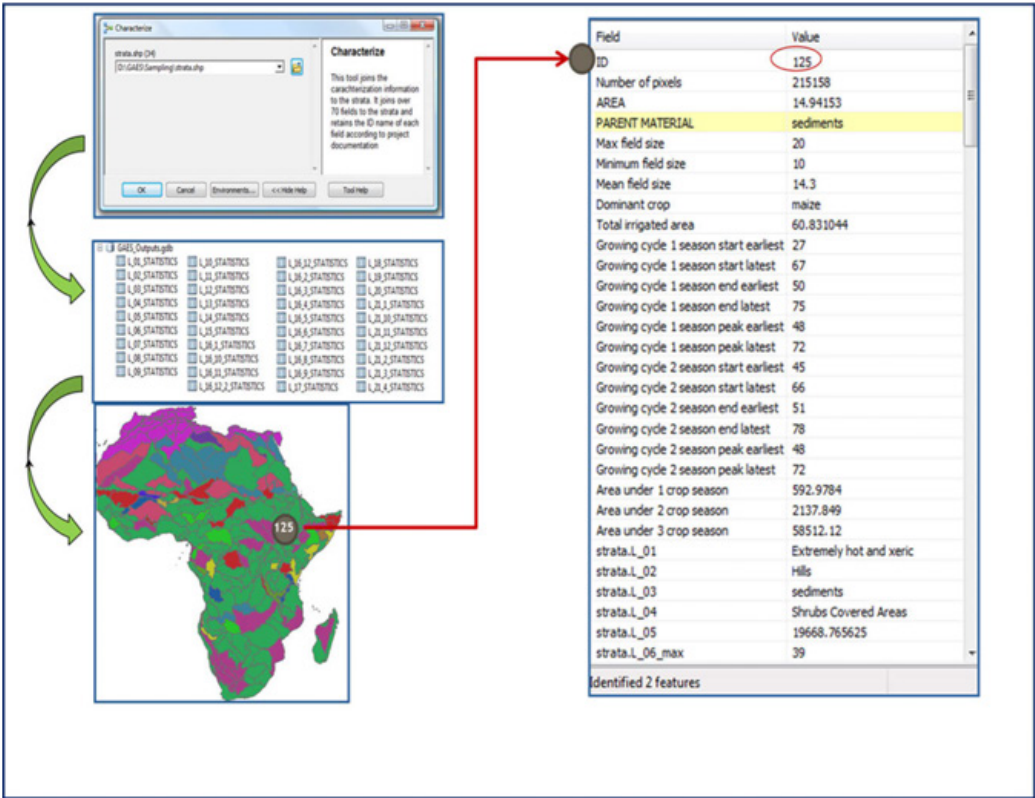 Characterize
strata.shp (24)
D:\GAES\Sampling\strata.shp
Characterize
This tool joins the
carachterization information
to the strata. It joins over
70 fields to the strata and
retains the ID name of each
field according to project
documentation
OK Cancel Environments... << Hide Help Tool Help
GAES_Outputs.gdb
L_01_STATISTICS L_10_STATISTICS L_16_12_STATISTICS L_18_STATISTICS
L_02_STATISTICS L_11_STATISTICS L_16_2_STATISTICS L_19_STATISTICS
L_03_STATISTICS L_12_STATISTICS L_16_3_STATISTICS L_20_STATISTICS
L_04_STATISTICS L_13_STATISTICS L_16_4_STATISTICS L_21_1_STATISTICS
L_05_STATISTICS L_14_STATISTICS L_16_5_STATISTICS L_21_10_STATISTICS
L_06_STATISTICS L_15_STATISTICS L_16_6_STATISTICS L_21_11_STATISTICS
L_07_STATISTICS L_16_1_STATISTICS L_16_7_STATISTICS L_21_12_STATISTICS
L_08_STATISTICS L_16_10_STATISTICS L_16_8_STATISTICS L_21_2_STATISTICS
L_09_STATISTICS L_16_11_STATISTICS L_16_9_STATISTICS L_21_3_STATISTICS
L_16_12_2_STATISTICS L_17_STATISTICS L_21_4_STATISTICS
125
Field Value
ID 125
Number of pixels 215158
AREA 14.94153
PARENT MATERIAL sediments
Max field size 20
Minimum field size 10
Mean field size 14.3
Dominant crop maize
Total irrigated area 60.831044
Growing cycle 1 season start earliest 27
Growing cycle 1 season start latest 67
Growing cycle 1 season end earliest 50
Growing cycle 1 season end latest 75
Growing cycle 1 season peak earliest 48
Growing cycle 1 season peak latest 72
Growing cycle 2 season start earliest 45
Growing cycle 2 season start latest 66
Growing cycle 2 season end earliest 51
Growing cycle 2 season end latest 78
Growing cycle 2 season peak earliest 48
Growing cycle 2 season peak latest 72
Area under 1 crop season 592.9784
Area under 2 crop season 2137.849
Area under 3 crop season 58512.12
strata.L_01 Extremely hot and xeric
strata.L_02 Hills
strata.L_03 sediments
strata.L_04 Shrubs Covered Areas
strata.L_05 19668.765625
strata.L_06_max 39
Identified 2 features